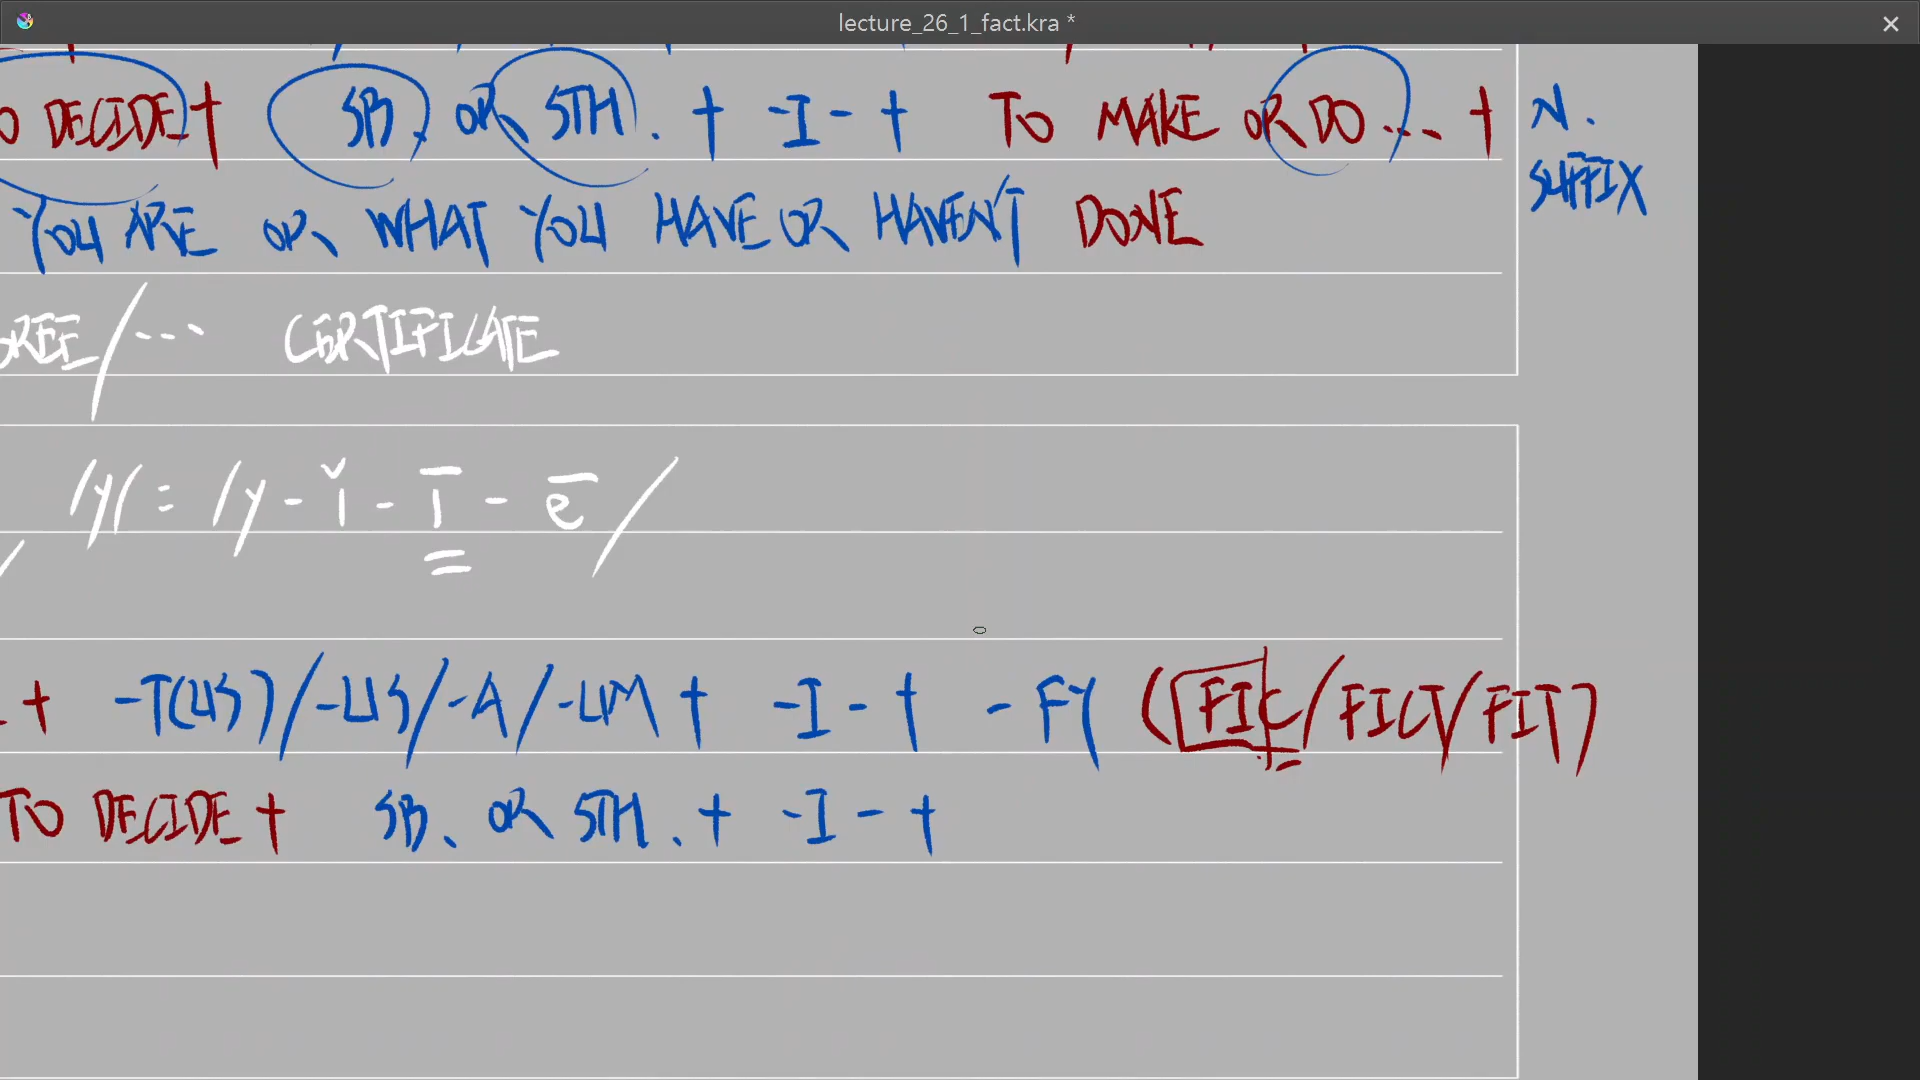 lecture_26_1_fact.kra *
O DECIDE + SB. OR STH. + -I- + TO MAKE OR DO... + N. SUFFIX
YOU ARE OR WHAT YOU HAVE OR HAVEN'T DONE
GREE/... CERTIFICATE
/y/ = /y - ǐ - ī - ē/
. + -T(US)/-US/-A/-UM + -I- + -FY (FIC/FICT/FIT)
TO DECIDE + SB. OR STH. + -I- +